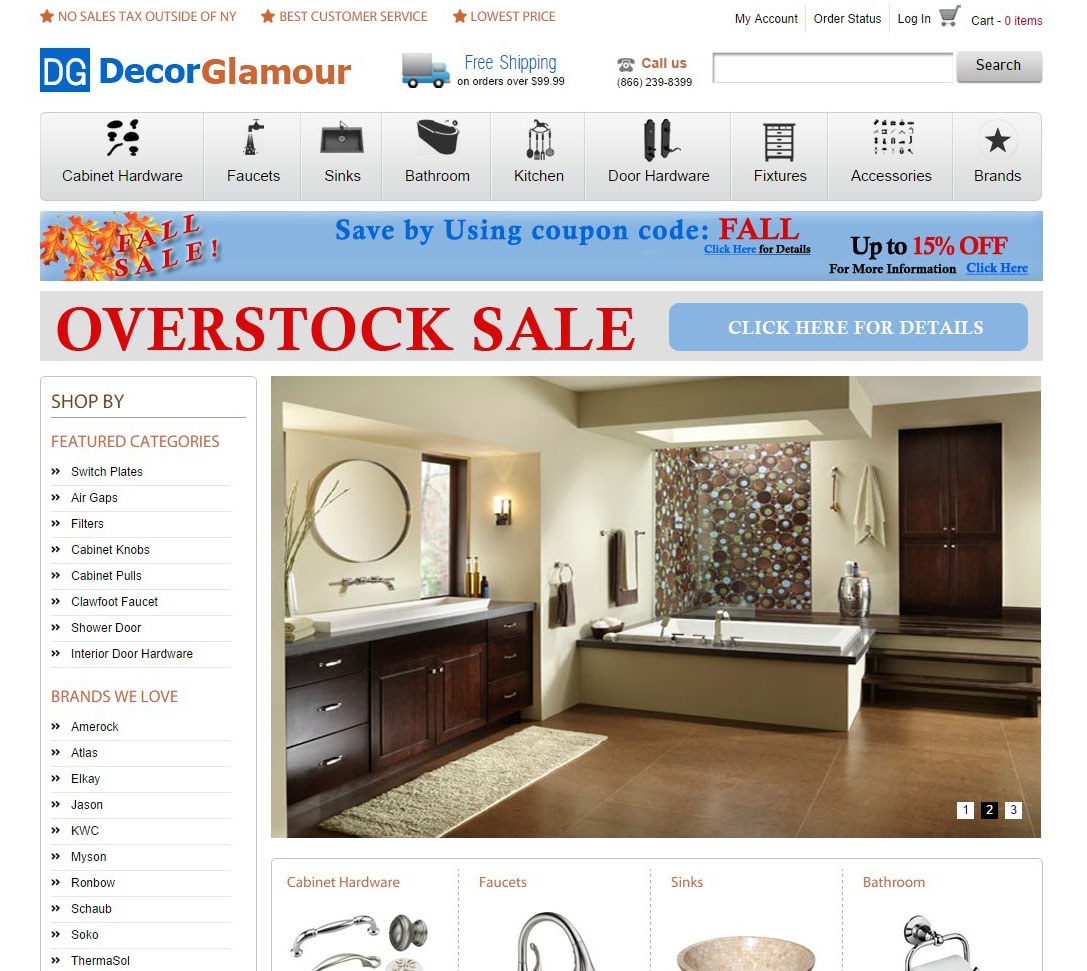 NO SALES TAX OUTSIDE OF NY BEST CUSTOMER SERVICE LOWEST PRICE
My Account Order Status Log In Cart - 0 items
DG DecorGlamour
Free Shipping
on orders over $99.99
Call us
(866) 239-8399
Search
Cabinet Hardware Faucets Sinks Bathroom Kitchen Door Hardware Fixtures Accessories Brands
FALL
SALE!
Save by Using coupon code: FALL
Click Here for Details
Up to 15% OFF
For More Information Click Here
OVERSTOCK SALE
CLICK HERE FOR DETAILS
SHOP BY
FEATURED CATEGORIES
Switch Plates
Air Gaps
Filters
Cabinet Knobs
Cabinet Pulls
Clawfoot Faucet
Shower Door
Interior Door Hardware
BRANDS WE LOVE
Amerock
Atlas
Elkay
Jason
KWC
Myson
Ronbow
Schaub
Soko
ThermaSol
1 2 3
Cabinet Hardware Faucets Sinks Bathroom